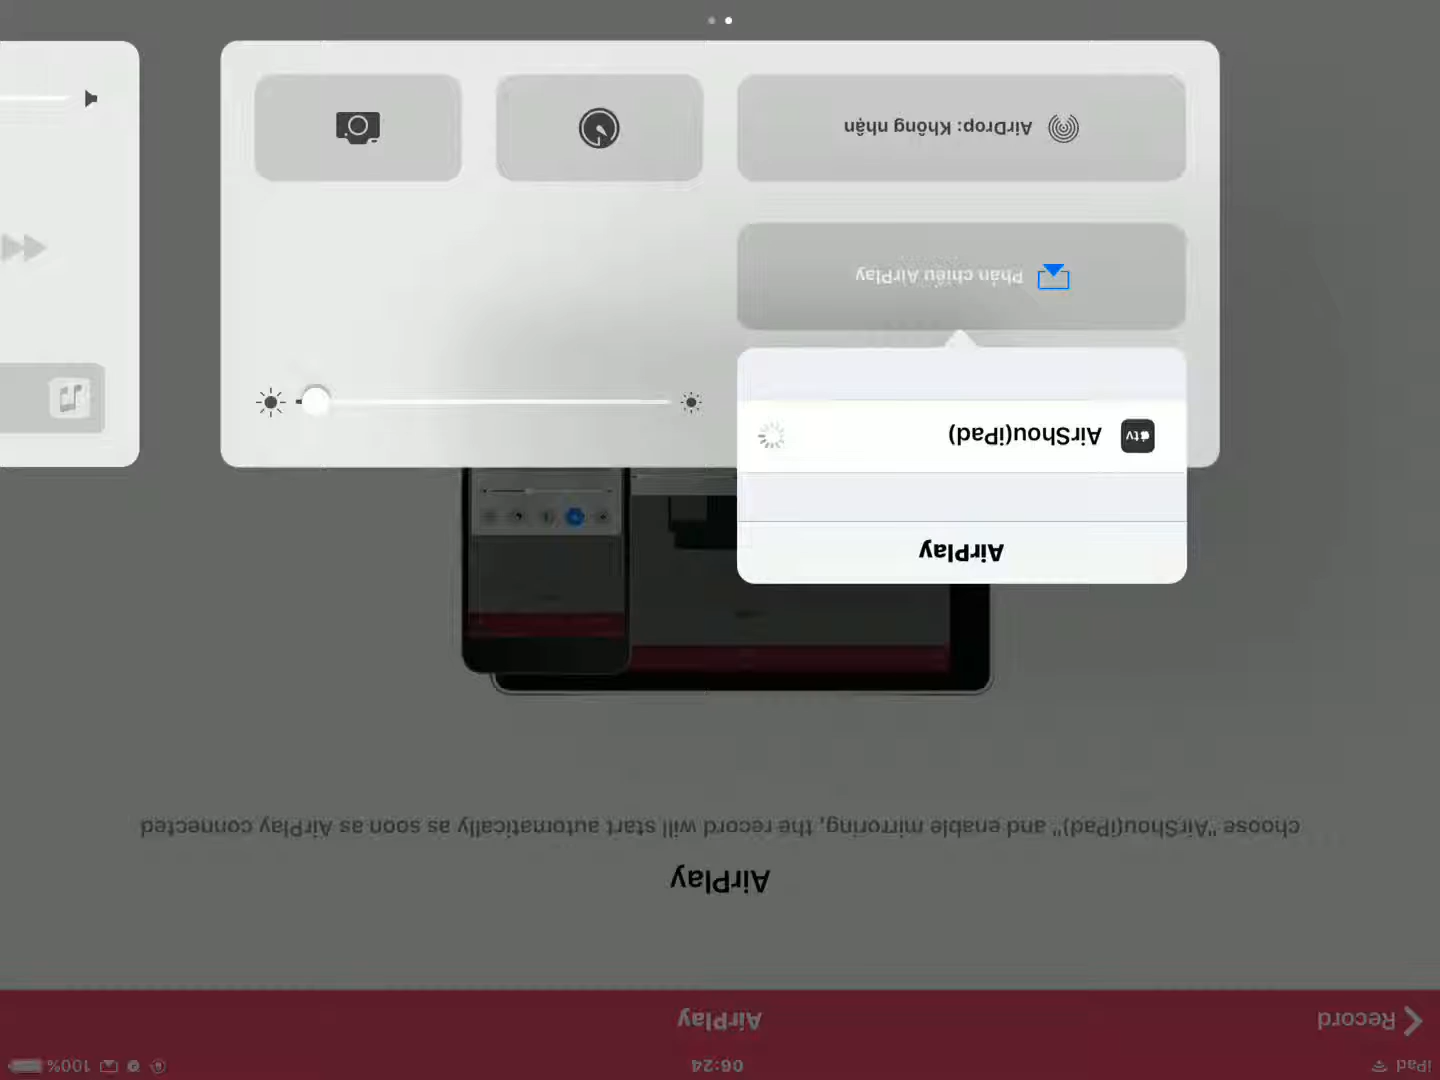 iPad 06:24 100%
Record AirPlay
AirPlay
choose "AirShou(iPad)" and enable mirroring, the record will start automatically as soon as AirPlay connected
AirPlay
tv AirShou(iPad)
Phản chiếu AirPlay
AirDrop: Không nhận